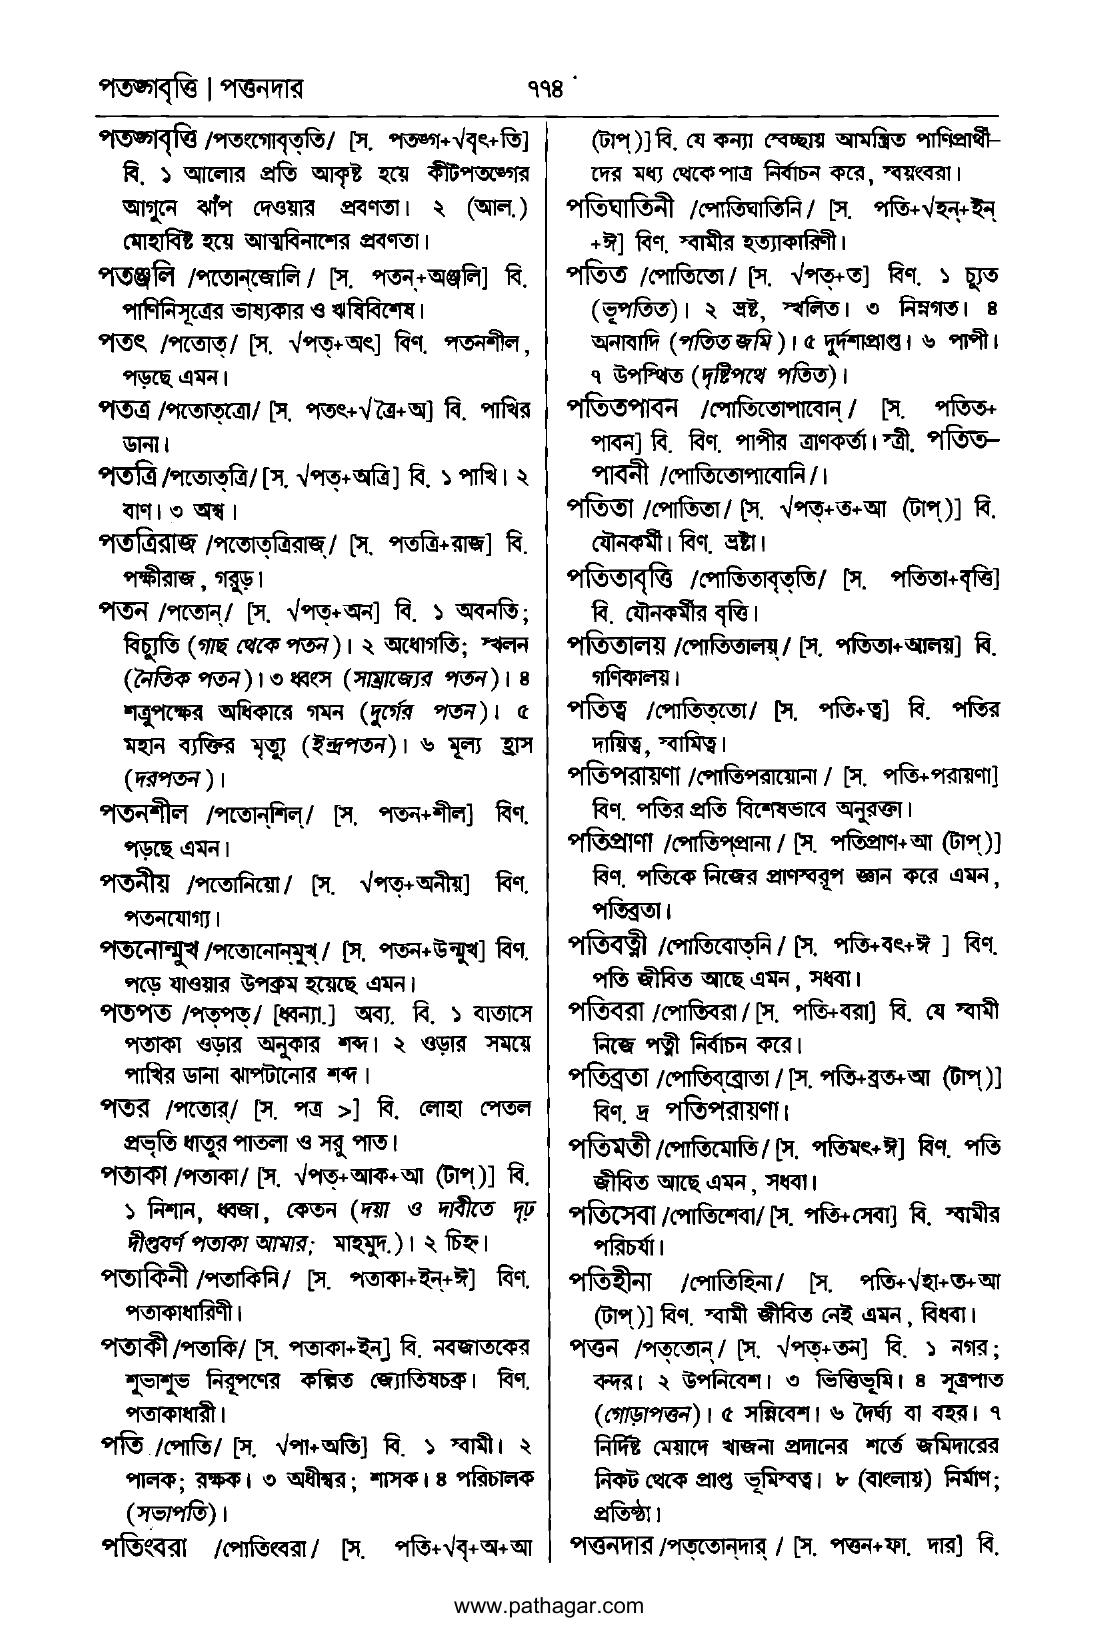 পতঙ্গবৃত্তি | পত্তনদার ৭৭৪
পতঙ্গবৃত্তি /পতংগোবৃত্‌তি/ [স. পতঙ্গ+√বৃৎ+তি]
বি. ১ আলোর প্রতি আকৃষ্ট হয়ে কীটপতঙ্গের
আগুনে ঝাঁপ দেওয়ার প্রবণতা। ২ (আল.)
মোহাবিষ্ট হয়ে আত্মবিনাশের প্রবণতা।
পতঞ্জলি /পতোন্‌জোলি/ [স. পতন্‌+অঞ্জলি] বি.
পাণিনিসূত্রের ভাষ্যকার ও ঋষিবিশেষ।
পতৎ /পতোত্‌/ [স. √পত্‌+অৎ] বিণ. পতনশীল,
পড়ছে এমন।
পতত্র /পতোত্‌ত্রো/ [স. পতৎ+√ত্রৈ+অ] বি. পাখির
ডানা।
পতত্রি /পতোত্‌ত্রি/ [স. √পত্‌+অত্রি] বি. ১ পাখি। ২
বাণ। ৩ অশ্ব।
পতত্রিরাজ /পতোত্‌ত্রিরাজ্‌/ [স. পতত্রি+রাজ] বি.
পক্ষীরাজ, গরুড়।
পতন /পতোন্‌/ [স. √পত্‌+অন] বি. ১ অবনতি;
বিচ্যুতি (গাছ থেকে পতন)। ২ অধোগতি; স্খলন
(নৈতিক পতন)। ৩ ধ্বংস (সাম্রাজ্যের পতন)। ৪
শত্রুপক্ষের অধিকারে গমন (দুর্গের পতন)। ৫
মহান ব্যক্তির মৃত্যু (ইন্দ্রপতন)। ৬ মূল্য হ্রাস
(দরপতন)।
পতনশীল /পতোন্‌শিল্‌/ [স. পতন+শীল] বিণ.
পড়ছে এমন।
পতনীয় /পতোনিয়ো/ [স. √পত্‌+অনীয়] বিণ.
পতনযোগ্য।
পতনোন্মুখ /পতোনোন্‌মুখ্‌/ [স. পতন+উন্মুখ] বিণ.
পড়ে যাওয়ার উপক্রম হয়েছে এমন।
পতপত /পত্‌পত্‌/ [ধ্বন্যা.] অব্য. বি. ১ বাতাসে
পতাকা ওড়ার অনুকার শব্দ। ২ ওড়ার সময়ে
পাখির ডানা ঝাপটানোর শব্দ।
পতর /পতোর্‌/ [স. পত্র >] বি. লোহা পেতল
প্রভৃতি ধাতুর পাতলা ও সরু পাত।
পতাকা /পতাকা/ [স. √পত্‌+আক+আ (টাপ্‌)] বি.
১ নিশান, ধ্বজা, কেতন (দয়া ও দাবীতে দৃঢ়
দীপ্তবর্ণ পতাকা আমার; মাহমুদ.)। ২ চিহ্ন।
পতাকিনী /পতাকিনি/ [স. পতাকা+ইন্‌+ঈ] বিণ.
পতাকাধারিণী।
পতাকী /পতাকি/ [স. পতাকা+ইন্‌] বি. নবজাতকের
শুভাশুভ নিরূপণের কল্পিত জ্যোতিষচক্র। বিণ.
পতাকাধারী।
পতি /পোতি/ [স. √পা+অতি] বি. ১ স্বামী। ২
পালক; রক্ষক। ৩ অধীশ্বর; শাসক। ৪ পরিচালক
(সভাপতি)।
পতিংবরা /পোতিংবরা/ [স. পতি+√বৃ+অ+আ
(টাপ্‌)] বি. যে কন্যা স্বেচ্ছায় আমন্ত্রিত পাণিপ্রার্থী-
দের মধ্য থেকে পাত্র নির্বাচন করে, স্বয়ংবরা।
পতিঘাতিনী /পোতিঘাতিনি/ [স. পতি+√হন্‌+ইন্‌
+ঈ] বিণ. স্বামীর হত্যাকারিণী।
পতিত /পোতিতো/ [স. √পত্‌+ত] বিণ. ১ চ্যুত
(ভূপতিত)। ২ ভ্রষ্ট, স্খলিত। ৩ নিম্নগত। ৪
অনাবাদি (পতিত জমি)। ৫ দুর্দশাপ্রাপ্ত। ৬ পাপী।
৭ উপস্থিত (দৃষ্টিপথে পতিত)।
পতিতপাবন /পোতিতোপাবোন্‌/ [স. পতিত+
পাবন] বি. বিণ. পাপীর ত্রাণকর্তা। স্ত্রী. পতিত-
পাবনী /পোতিতোপাবোনি/।
পতিতা /পোতিতা/ [স. √পত্‌+ত+আ (টাপ্‌)] বি.
যৌনকর্মী। বিণ. ভ্রষ্টা।
পতিতাবৃত্তি /পোতিতাবৃত্‌তি/ [স. পতিতা+বৃত্তি]
বি. যৌনকর্মীর বৃত্তি।
পতিতালয় /পোতিতালয়্‌/ [স. পতিতা+আলয়] বি.
গণিকালয়।
পতিত্ব /পোতিত্‌তো/ [স. পতি+ত্ব] বি. পতির
দায়িত্ব, স্বামিত্ব।
পতিপরায়ণা /পোতিপরায়োনা/ [স. পতি+পরায়ণা]
বিণ. পতির প্রতি বিশেষভাবে অনুরক্তা।
পতিপ্রাণা /পোতিপ্‌প্রানা/ [স. পতিপ্রাণ+আ (টাপ্‌)]
বিণ. পতিকে নিজের প্রাণস্বরূপ জ্ঞান করে এমন,
পতিব্রতা।
পতিবত্নী /পোতিবোত্‌নি/ [স. পতি+বৎ+ঈ ] বিণ.
পতি জীবিত আছে এমন, সধবা।
পতিবরা /পোতিবরা/ [স. পতি+বরা] বি. যে স্বামী
নিজে পত্নী নির্বাচন করে।
পতিব্রতা /পোতিব্‌ব্রোতা/ [স. পতি+ব্রত+আ (টাপ্‌)]
বিণ. দ্র পতিপরায়ণা।
পতিমতী /পোতিমোতি/ [স. পতিমৎ+ঈ] বিণ. পতি
জীবিত আছে এমন, সধবা।
পতিসেবা /পোতিশেবা/ [স. পতি+সেবা] বি. স্বামীর
পরিচর্যা।
পতিহীনা /পোতিহিনা/ [স. পতি+√হা+ত+আ
(টাপ্‌)] বিণ. স্বামী জীবিত নেই এমন, বিধবা।
পত্তন /পত্‌তোন্‌/ [স. √পত্‌+তন] বি. ১ নগর;
বন্দর। ২ উপনিবেশ। ৩ ভিত্তিভূমি। ৪ সূত্রপাত
(গোড়াপত্তন)। ৫ সন্নিবেশ। ৬ দৈর্ঘ্য বা বহর। ৭
নির্দিষ্ট মেয়াদে খাজনা প্রদানের শর্তে জমিদারের
নিকট থেকে প্রাপ্ত ভূমিস্বত্ব। ৮ (বাংলায়) নির্মাণ;
প্রতিষ্ঠা।
পত্তনদার /পত্‌তোন্‌দার্‌/ [স. পত্তন+ফা. দার] বি.
www.pathagar.com